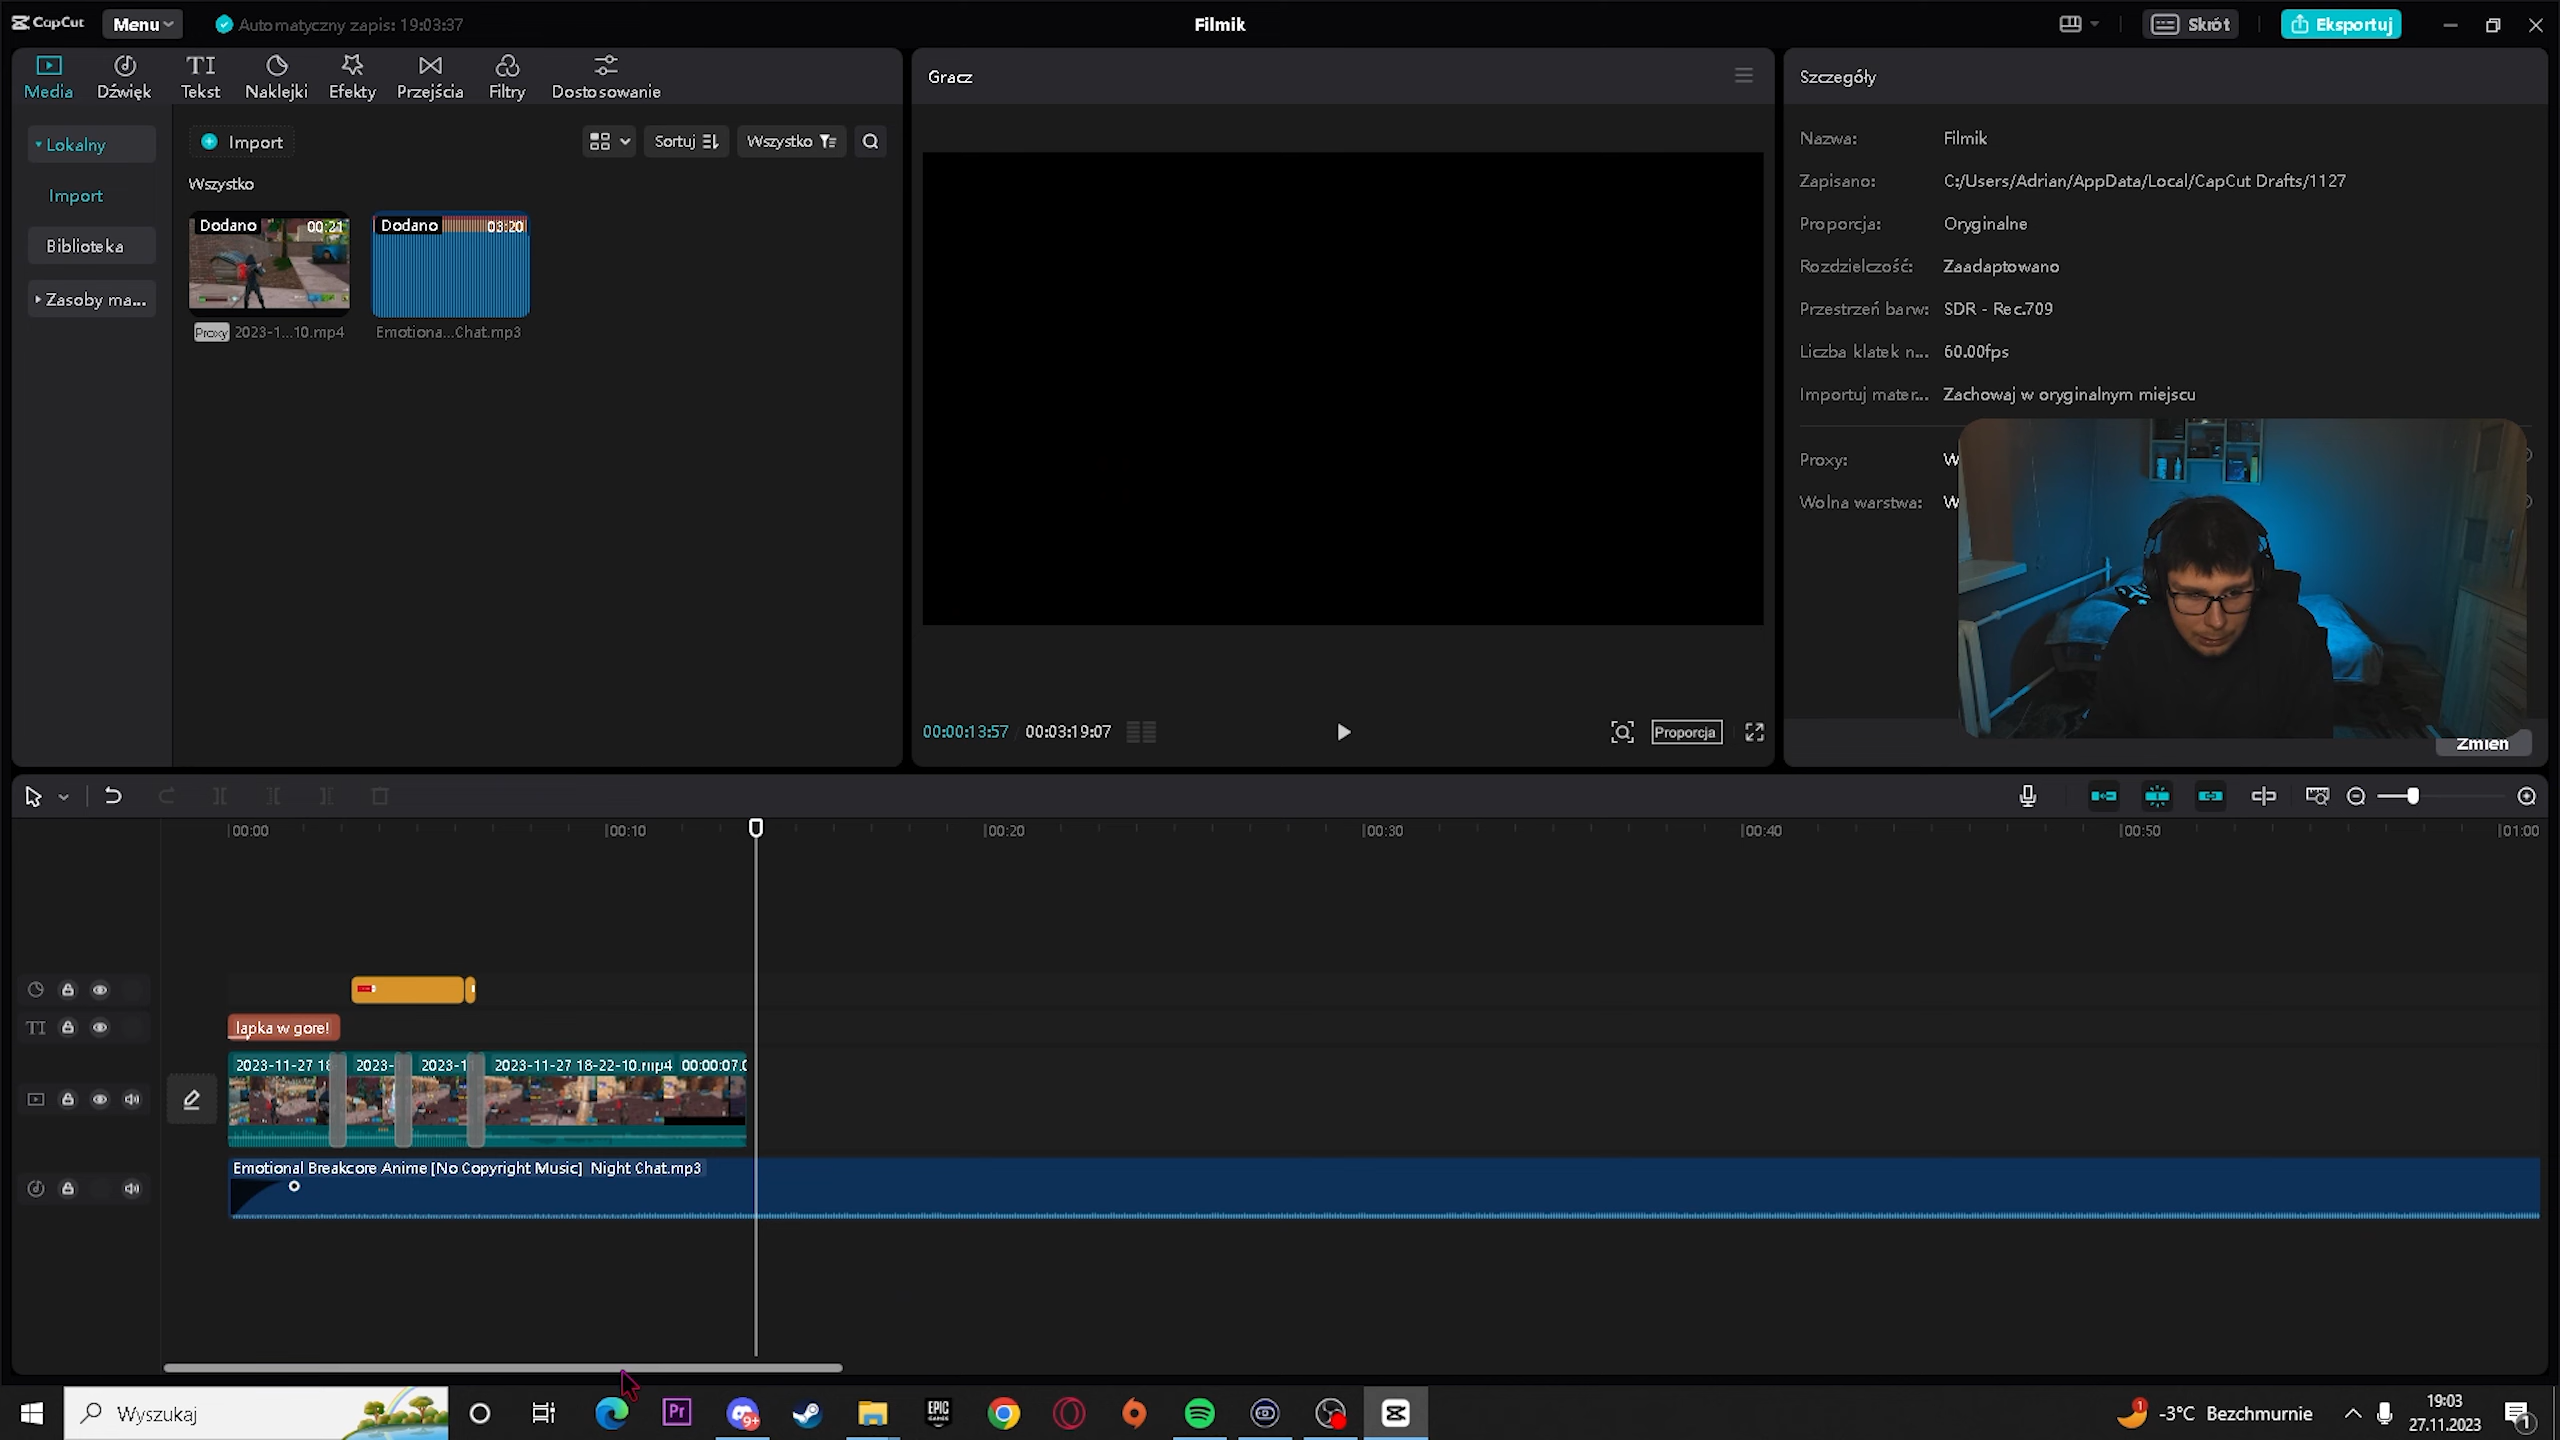 CapCut
Menu
Automatyczny zapis: 19:03:37
Filmik
Skrót
Eksportuj
Media
Dźwięk
Tekst
Naklejki
Efekty
Przejścia
Filtry
Dostosowanie
Gracz
Szczegóły
Lokalny
Import
Biblioteka
Zasoby ma...
Import
Sortuj
Wszystko
Wszystko
Dodano 00:21
Dodano 03:20
Proxy 2023-1...10.mp4
Emotiona...Chat.mp3
Nazwa: Filmik
Zapisano: C:/Users/Adrian/AppData/Local/CapCut Drafts/1127
Proporcja: Oryginalne
Rozdzielczość: Zaadaptowano
Przestrzeń barw: SDR - Rec.709
Liczba klatek n... 60.00fps
Importuj mater... Zachowaj w oryginalnym miejscu
Proxy: W
Wolna warstwa: W
Zmień
00:00:13:57 00:03:19:07
Proporcja
00:00 00:10 00:20 00:30 00:40 00:50 01:00
TI
lapka w gore!
2023-11-27 18 2023- 2023-1 2023-11-27 18-22-10.mp4 00:00:07.0
Emotional Breakcore Anime [No Copyright Music] Night Chat.mp3
Wyszukaj
Pr
9+
EPIC GAMES
1
-3°C Bezchmurnie
19:03
27.11.2023
1